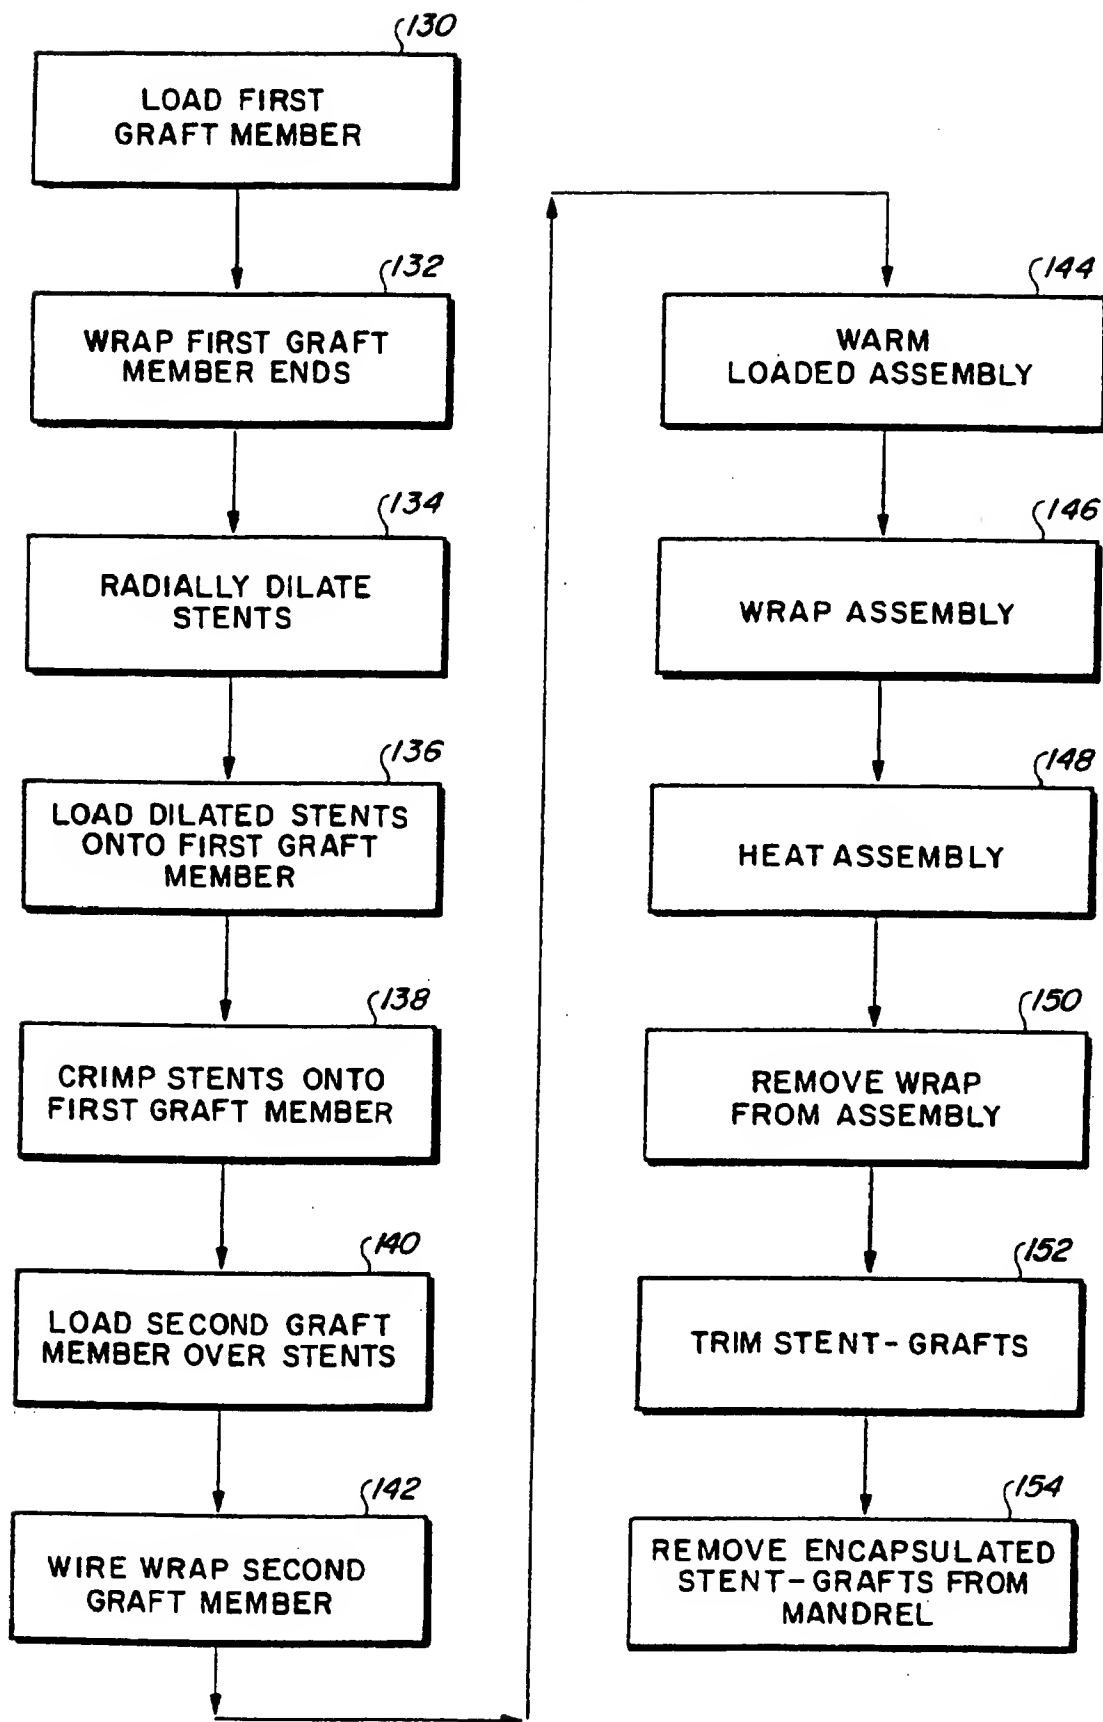 130
LOAD FIRST
GRAFT MEMBER
132
WRAP FIRST GRAFT
MEMBER ENDS
134
RADIALLY DILATE
STENTS
136
LOAD DILATED STENTS
ONTO FIRST GRAFT
MEMBER
138
CRIMP STENTS ONTO
FIRST GRAFT MEMBER
140
LOAD SECOND GRAFT
MEMBER OVER STENTS
142
WIRE WRAP SECOND
GRAFT MEMBER
144
WARM
LOADED ASSEMBLY
146
WRAP ASSEMBLY
148
HEAT ASSEMBLY
150
REMOVE WRAP
FROM ASSEMBLY
152
TRIM STENT-GRAFTS
154
REMOVE ENCAPSULATED
STENT-GRAFTS FROM
MANDREL